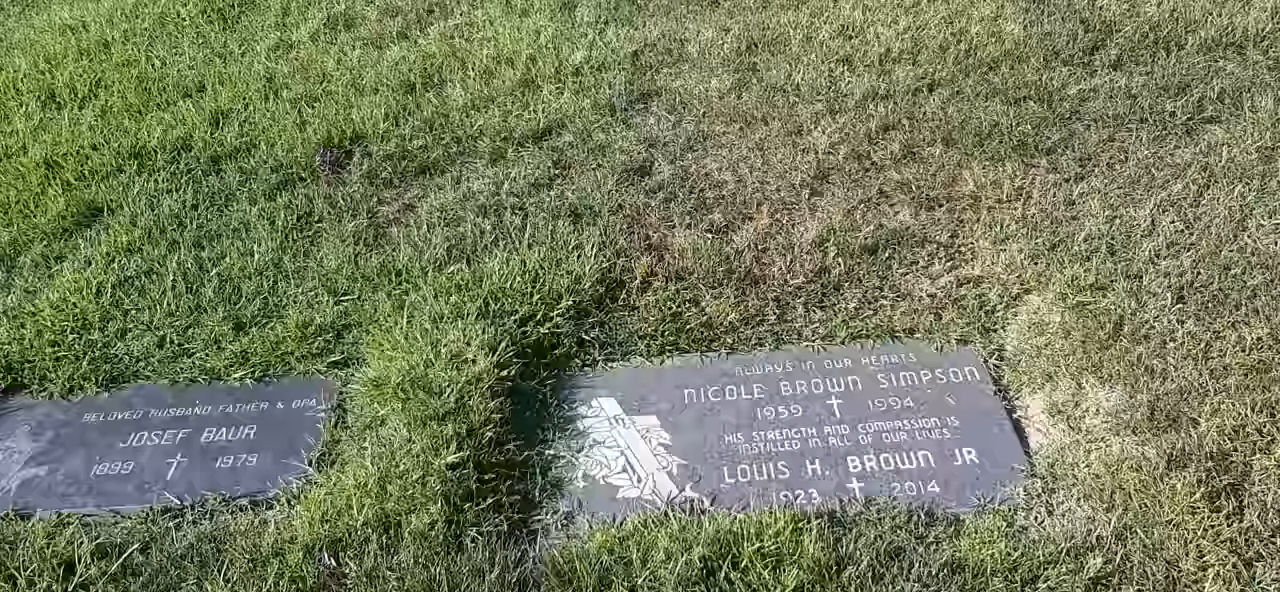 BELOVED HUSBAND FATHER & OPA
JOSEF BAUR
1899 1979
ALWAYS IN OUR HEARTS
NICOLE BROWN SIMPSON
1959 1994
HIS STRENGTH AND COMPASSION IS
INSTILLED IN ALL OF OUR LIVES
LOUIS H. BROWN JR
1923 2014